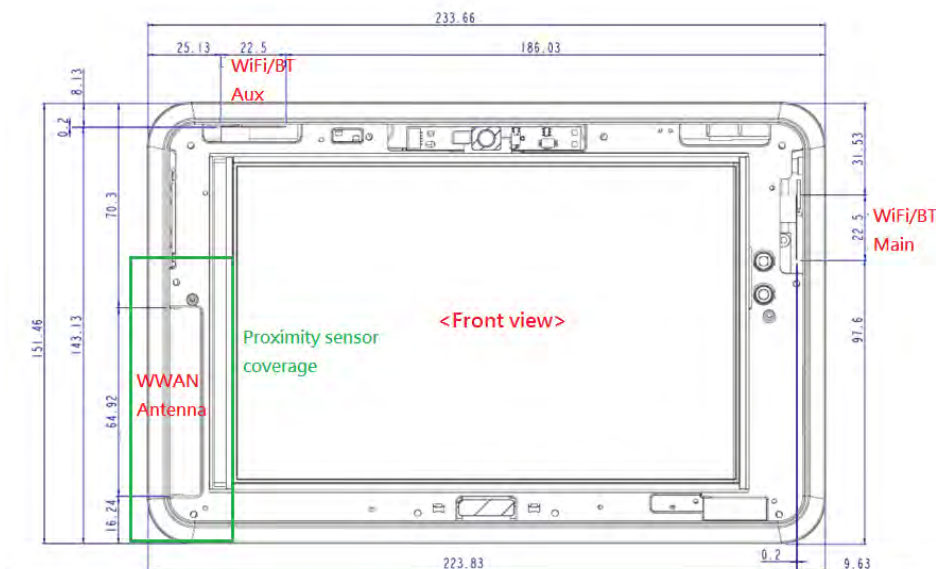 233.66
25.13
22.5
186.03
WiFi/BT
Aux
8.13
0.2
70.3
31.53
22.5
WiFi/BT
Main
<Front view>
Proximity sensor
coverage
151.46
143.13
97.6
WWAN
Antenna
64.92
16.24
223.83
0.2
9.63